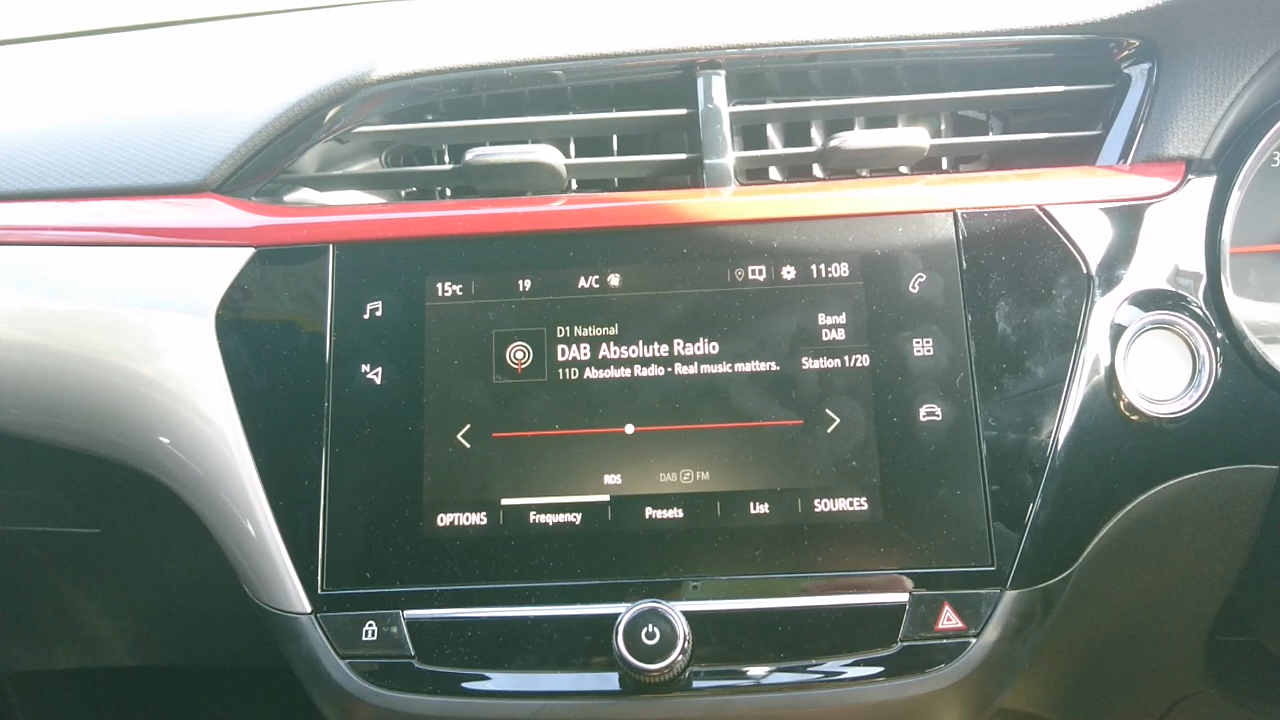 15°C 19 A/C 11:08
D1 National
DAB Absolute Radio
11D Absolute Radio - Real music matters.
Band
DAB
Station 1/20
N
RDS DAB FM
OPTIONS Frequency Presets List SOURCES
3